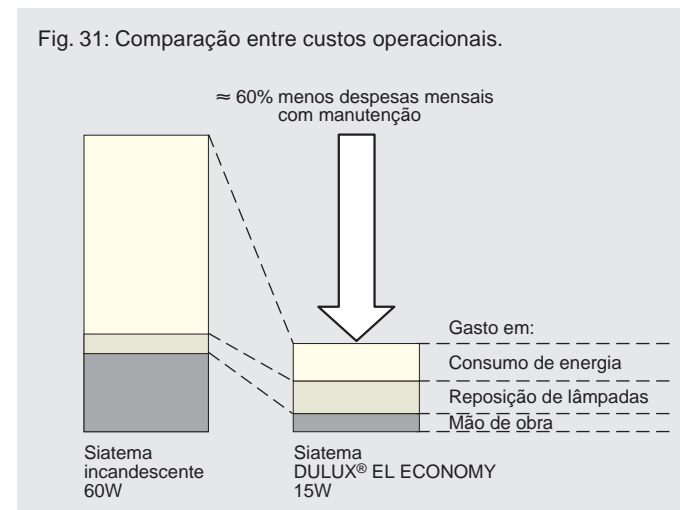 Fig. 31: Comparação entre custos operacionais.
≈ 60% menos despesas mensais
com manutenção
Gasto em:
Consumo de energia
Reposição de lâmpadas
Mão de obra
Siatema
incandescente
60W
Siatema
DULUX® EL ECONOMY
15W